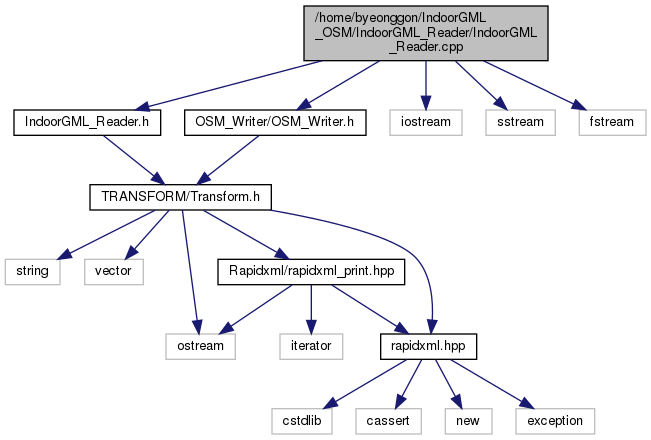 /home/byeonggon/IndoorGML
_OSM/IndoorGML_Reader/IndoorGML
_Reader.cpp
IndoorGML_Reader.h
OSM_Writer/OSM_Writer.h
iostream
sstream
fstream
TRANSFORM/Transform.h
string
vector
Rapidxml/rapidxml_print.hpp
ostream
iterator
rapidxml.hpp
cstdlib
cassert
new
exception